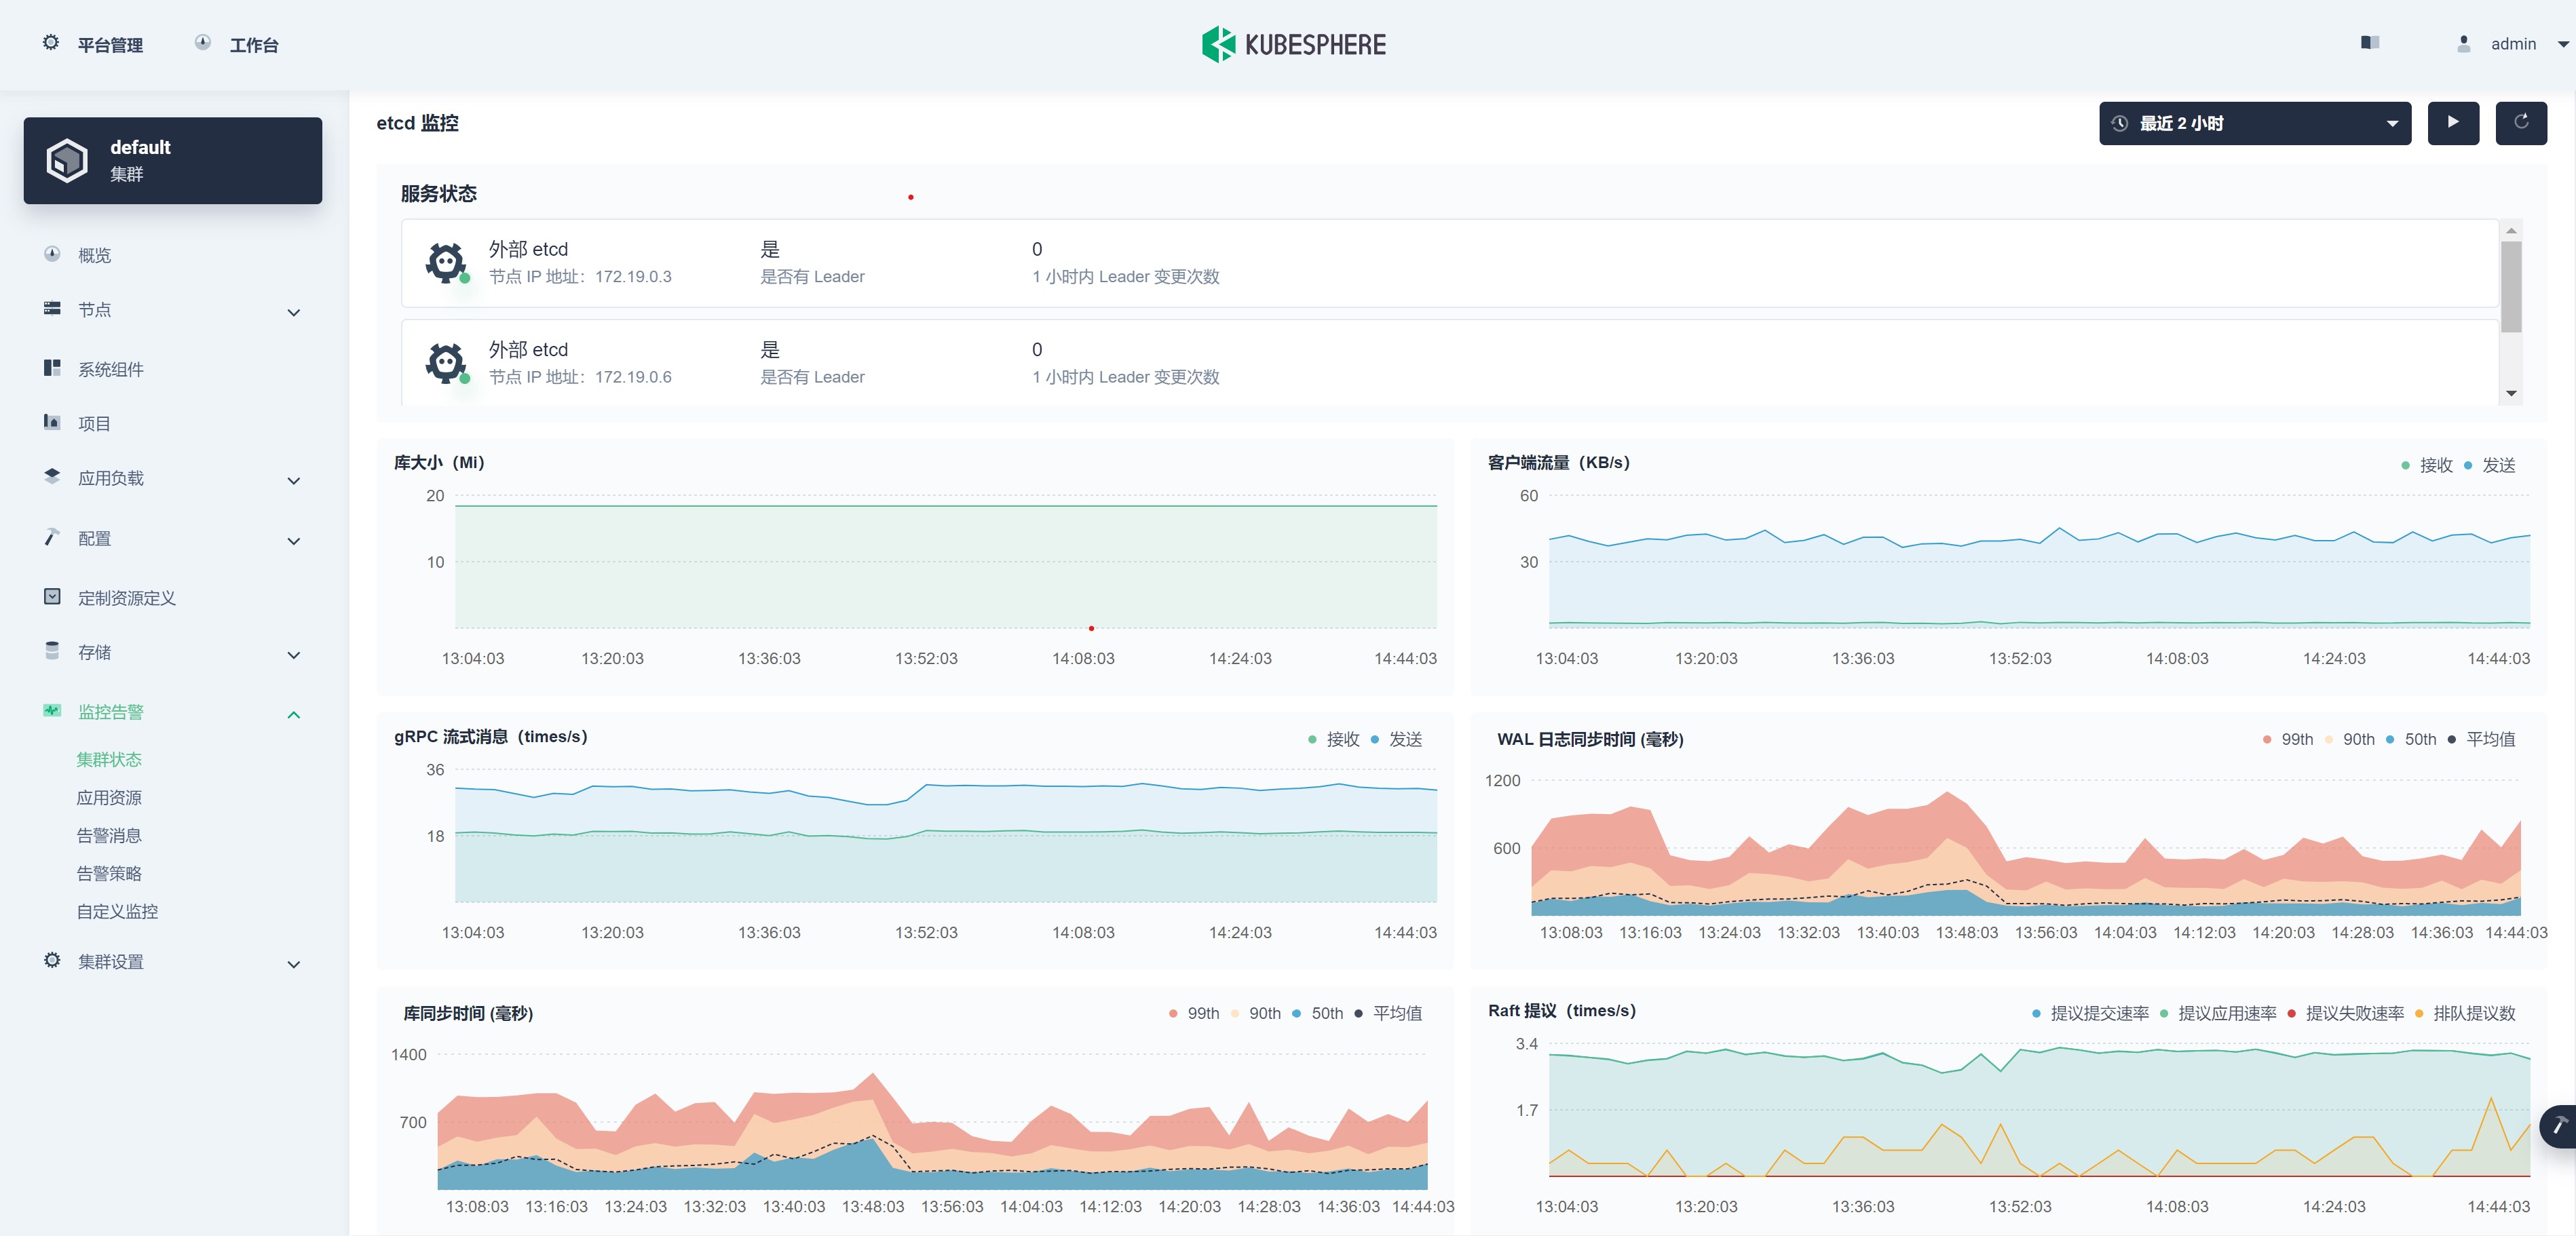 平台管理 工作台 KUBESPHERE admin
default
集群
概览
节点
系统组件
项目
应用负载
配置
定制资源定义
存储
监控告警
集群状态
应用资源
告警消息
告警策略
自定义监控
集群设置
etcd 监控 最近 2 小时
服务状态
外部 etcd 是 0
节点 IP 地址：172.19.0.3 是否有 Leader 1 小时内 Leader 变更次数
外部 etcd 是 0
节点 IP 地址：172.19.0.6 是否有 Leader 1 小时内 Leader 变更次数
库大小（Mi）
20
10
13:04:03 13:20:03 13:36:03 13:52:03 14:08:03 14:24:03 14:44:03
客户端流量（KB/s） 接收 发送
60
30
13:04:03 13:20:03 13:36:03 13:52:03 14:08:03 14:24:03 14:44:03
gRPC 流式消息（times/s） 接收 发送
36
18
13:04:03 13:20:03 13:36:03 13:52:03 14:08:03 14:24:03 14:44:03
WAL 日志同步时间 (毫秒) 99th 90th 50th 平均值
1200
600
13:08:03 13:16:03 13:24:03 13:32:03 13:40:03 13:48:03 13:56:03 14:04:03 14:12:03 14:20:03 14:28:03 14:36:03 14:44:03
库同步时间 (毫秒) 99th 90th 50th 平均值
1400
700
13:08:03 13:16:03 13:24:03 13:32:03 13:40:03 13:48:03 13:56:03 14:04:03 14:12:03 14:20:03 14:28:03 14:36:03 14:44:03
Raft 提议（times/s） 提议提交速率 提议应用速率 提议失败速率 排队提议数
3.4
1.7
13:04:03 13:20:03 13:36:03 13:52:03 14:08:03 14:24:03 14:44:03